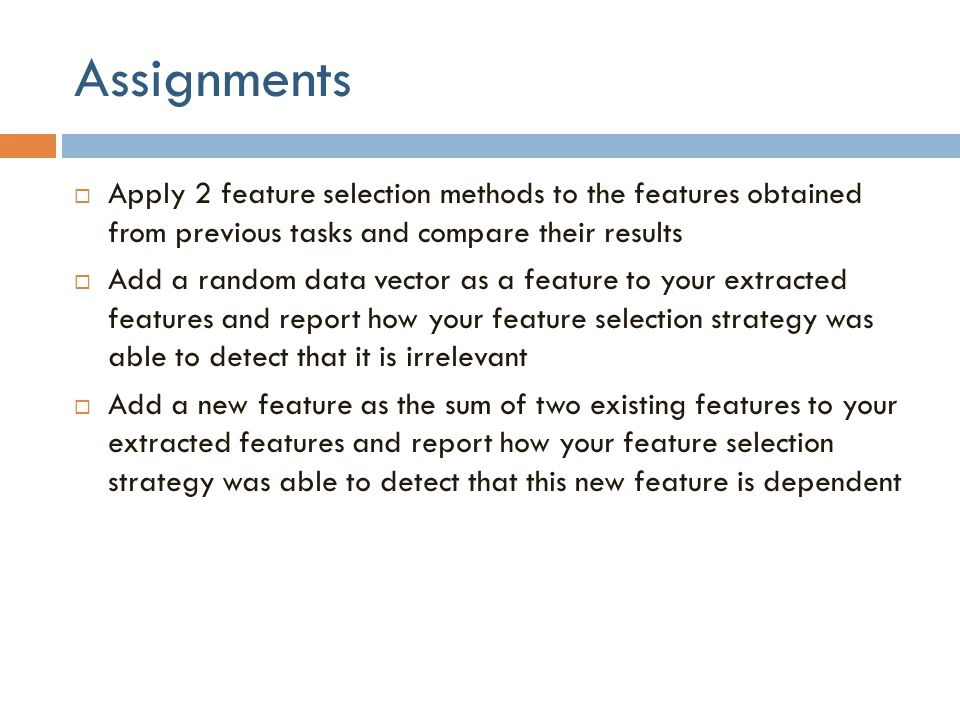 Assignments
Apply 2 feature selection methods to the features obtained
from previous tasks and compare their results
Add a random data vector as a feature to your extracted
features and report how your feature selection strategy was
able to detect that it is irrelevant
Add a new feature as the sum of two existing features to your
extracted features and report how your feature selection
strategy was able to detect that this new feature is dependent